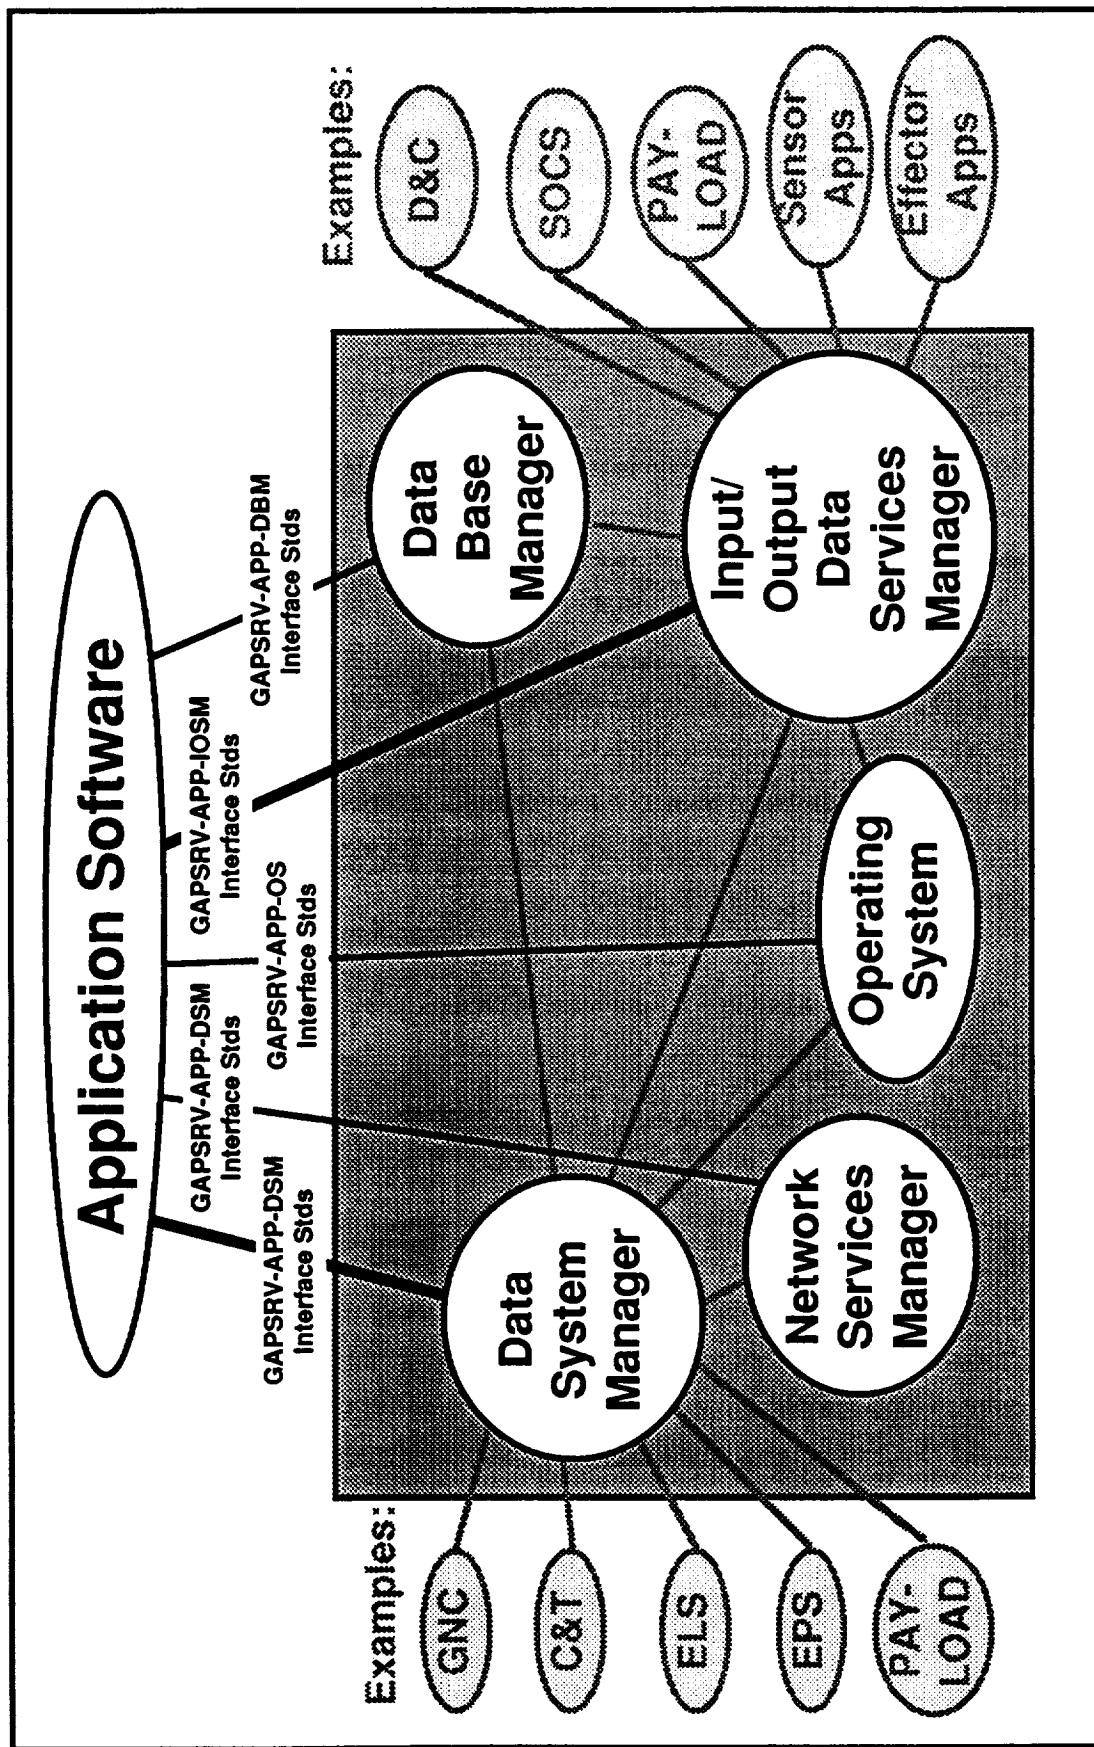 Application Software
GAPSRV-APP-DSM
Interface Stds
GAPSRV-APP-DSM
Interface Stds
GAPSRV-APP-OS
Interface Stds
GAPSRV-APP-IOSM
Interface Stds
GAPSRV-APP-DBM
Interface Stds
Examples:
GNC
C&T
ELS
EPS
PAY-
LOAD
Data
System
Manager
Network
Services
Manager
Operating
System
Data
Base
Manager
Input/
Output
Data
Services
Manager
Examples:
D&C
SOCS
PAY-
LOAD
Sensor
Apps
Effector
Apps